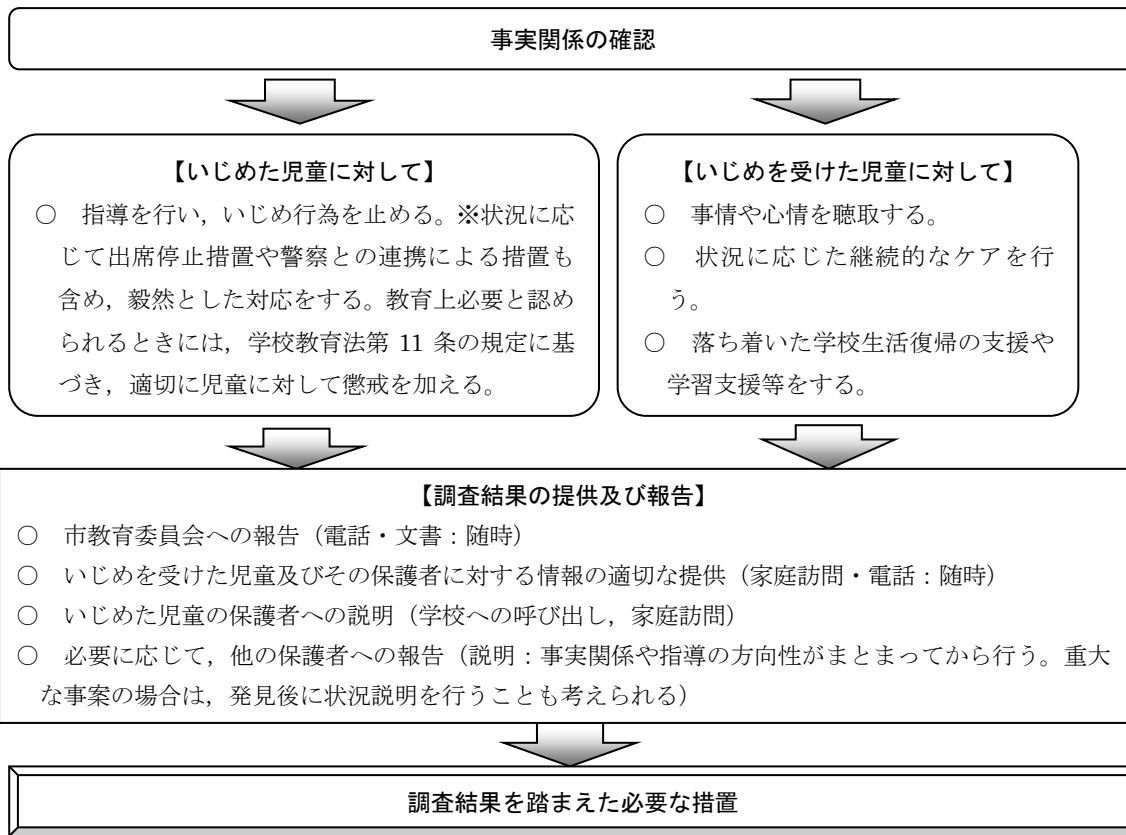 事実関係の確認
【いじめた児童に対して】
○　指導を行い，いじめ行為を止める。※状況に応
じて出席停止措置や警察との連携による措置も
含め，毅然とした対応をする。教育上必要と認め
られるときには，学校教育法第 11 条の規定に基
づき，適切に児童に対して懲戒を加える。
【いじめを受けた児童に対して】
○　事情や心情を聴取する。
○　状況に応じた継続的なケアを行
う。
○　落ち着いた学校生活復帰の支援や
学習支援等をする。
【調査結果の提供及び報告】
○　市教育委員会への報告（電話・文書：随時）
○　いじめを受けた児童及びその保護者に対する情報の適切な提供（家庭訪問・電話：随時）
○　いじめた児童の保護者への説明（学校への呼び出し，家庭訪問）
○　必要に応じて，他の保護者への報告（説明：事実関係や指導の方向性がまとまってから行う。重大
な事案の場合は，発見後に状況説明を行うことも考えられる）
調査結果を踏まえた必要な措置